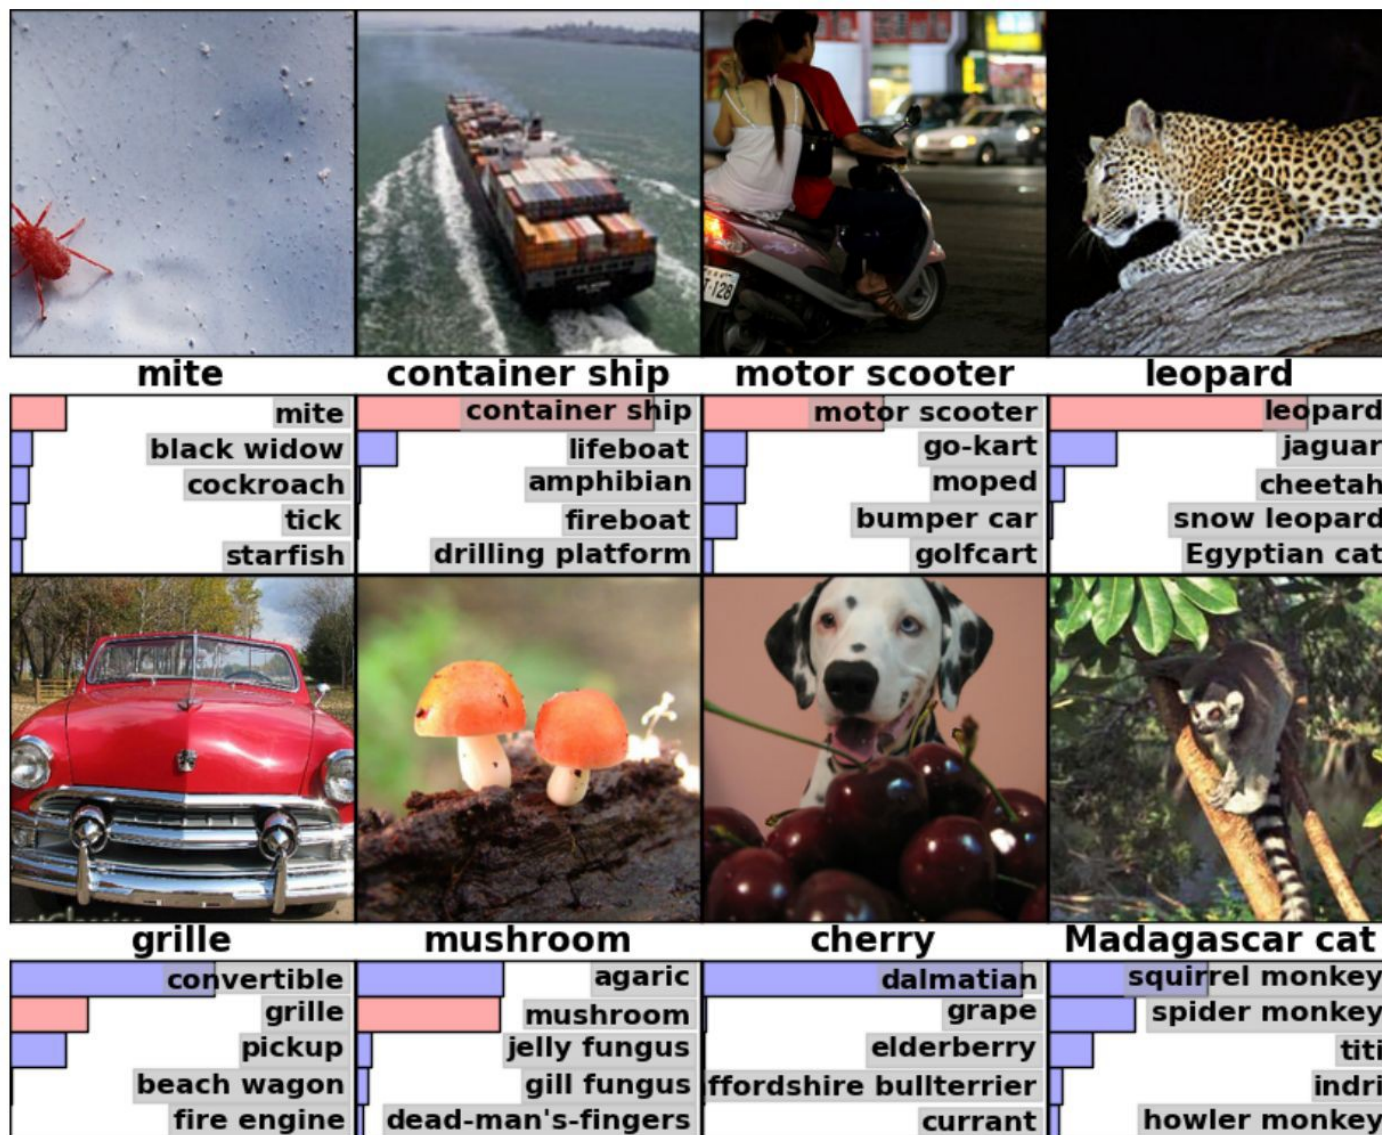 T·128
mite
container ship
motor scooter
leopard
mite
black widow
cockroach
tick
starfish
container ship
lifeboat
amphibian
fireboat
drilling platform
motor scooter
go-kart
moped
bumper car
golfcart
leopard
jaguar
cheetah
snow leopard
Egyptian cat
grille
mushroom
cherry
Madagascar cat
convertible
grille
pickup
beach wagon
fire engine
agaric
mushroom
jelly fungus
gill fungus
dead-man's-fingers
dalmatian
grape
elderberry
ffordshire bullterrier
currant
squirrel monkey
spider monkey
titi
indri
howler monkey